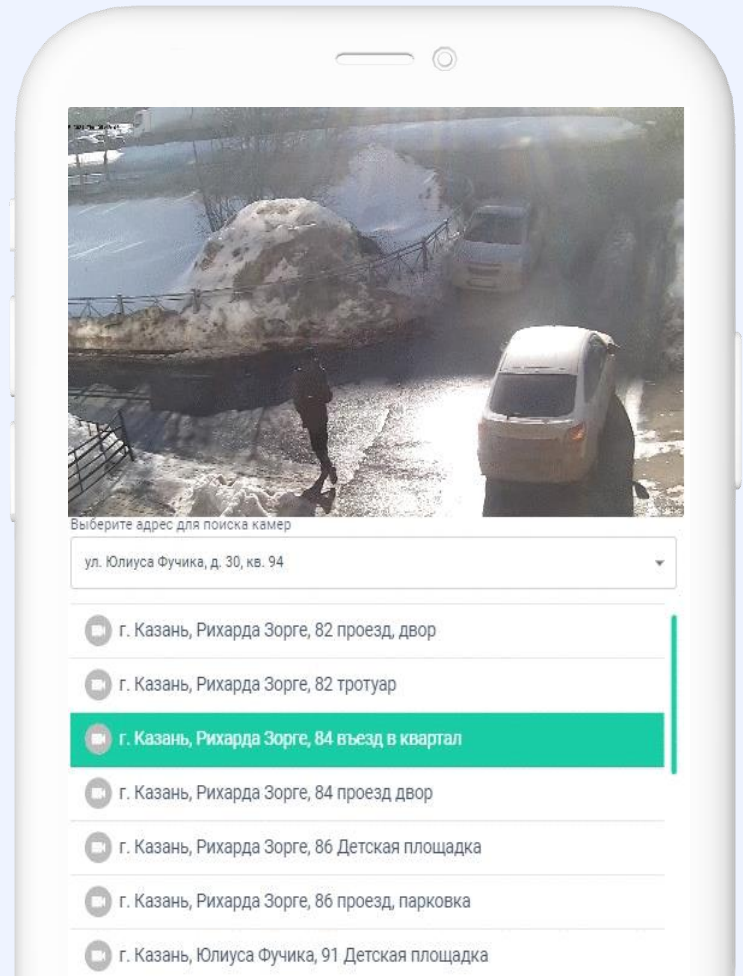 Выберите адрес для поиска камер
ул. Юлиуса Фучика, д. 30, кв. 94
г. Казань, Рихарда Зорге, 82 проезд, двор
г. Казань, Рихарда Зорге, 82 тротуар
г. Казань, Рихарда Зорге, 84 въезд в квартал
г. Казань, Рихарда Зорге, 84 проезд двор
г. Казань, Рихарда Зорге, 86 Детская площадка
г. Казань, Рихарда Зорге, 86 проезд, парковка
г. Казань, Юлиуса Фучика, 91 Детская площадка